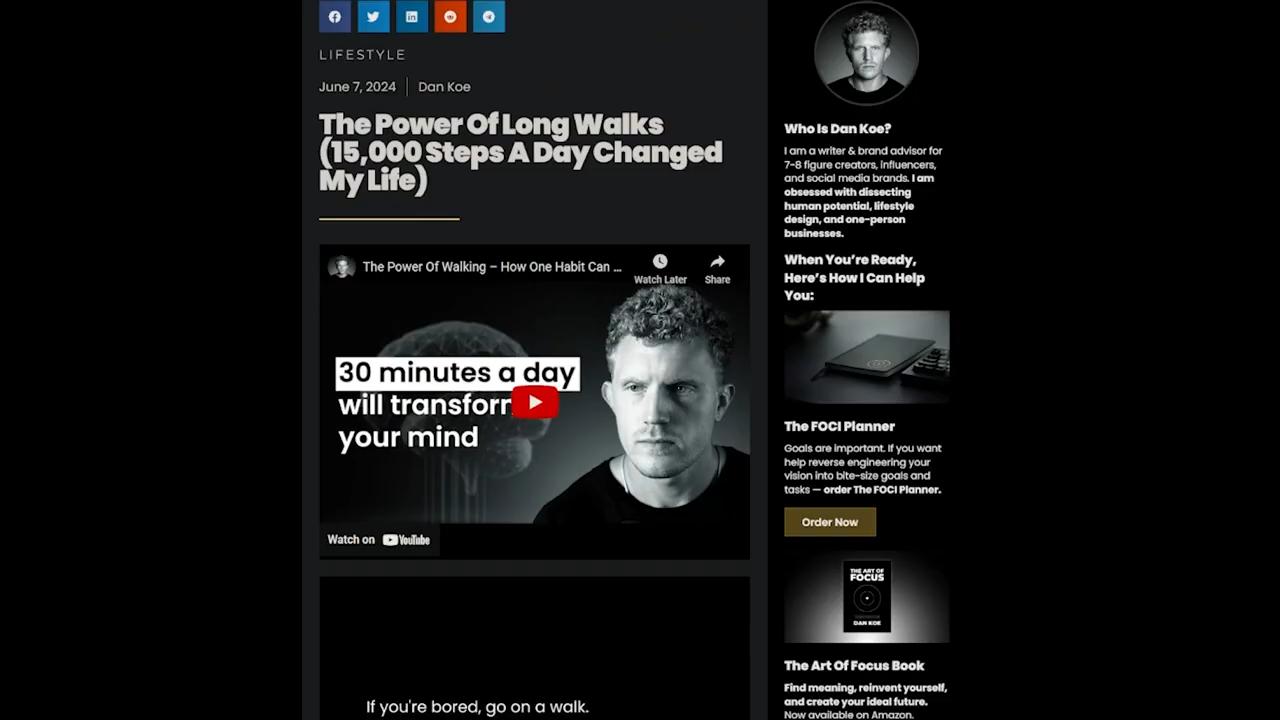 LIFESTYLE
June 7, 2024
Dan Koe
The Power Of Long Walks
(15,000 Steps A Day Changed
My Life)
The Power Of Walking – How One Habit Can ...
Watch Later
Share
30 minutes a day
will transform
your mind
Watch on YouTube
If you're bored, go on a walk.
Who Is Dan Koe?
I am a writer & brand advisor for
7-8 figure creators, influencers,
and social media brands. I am
obsessed with dissecting
human potential, lifestyle
design, and one-person
businesses.
When You're Ready,
Here's How I Can Help
You:
The FOCI Planner
Goals are important. If you want
help reverse engineering your
vision into bite-size goals and
tasks — order The FOCI Planner.
Order Now
THE ART OF
FOCUS
DAN KOE
The Art Of Focus Book
Find meaning, reinvent yourself,
and create your ideal future.
Now available on Amazon.